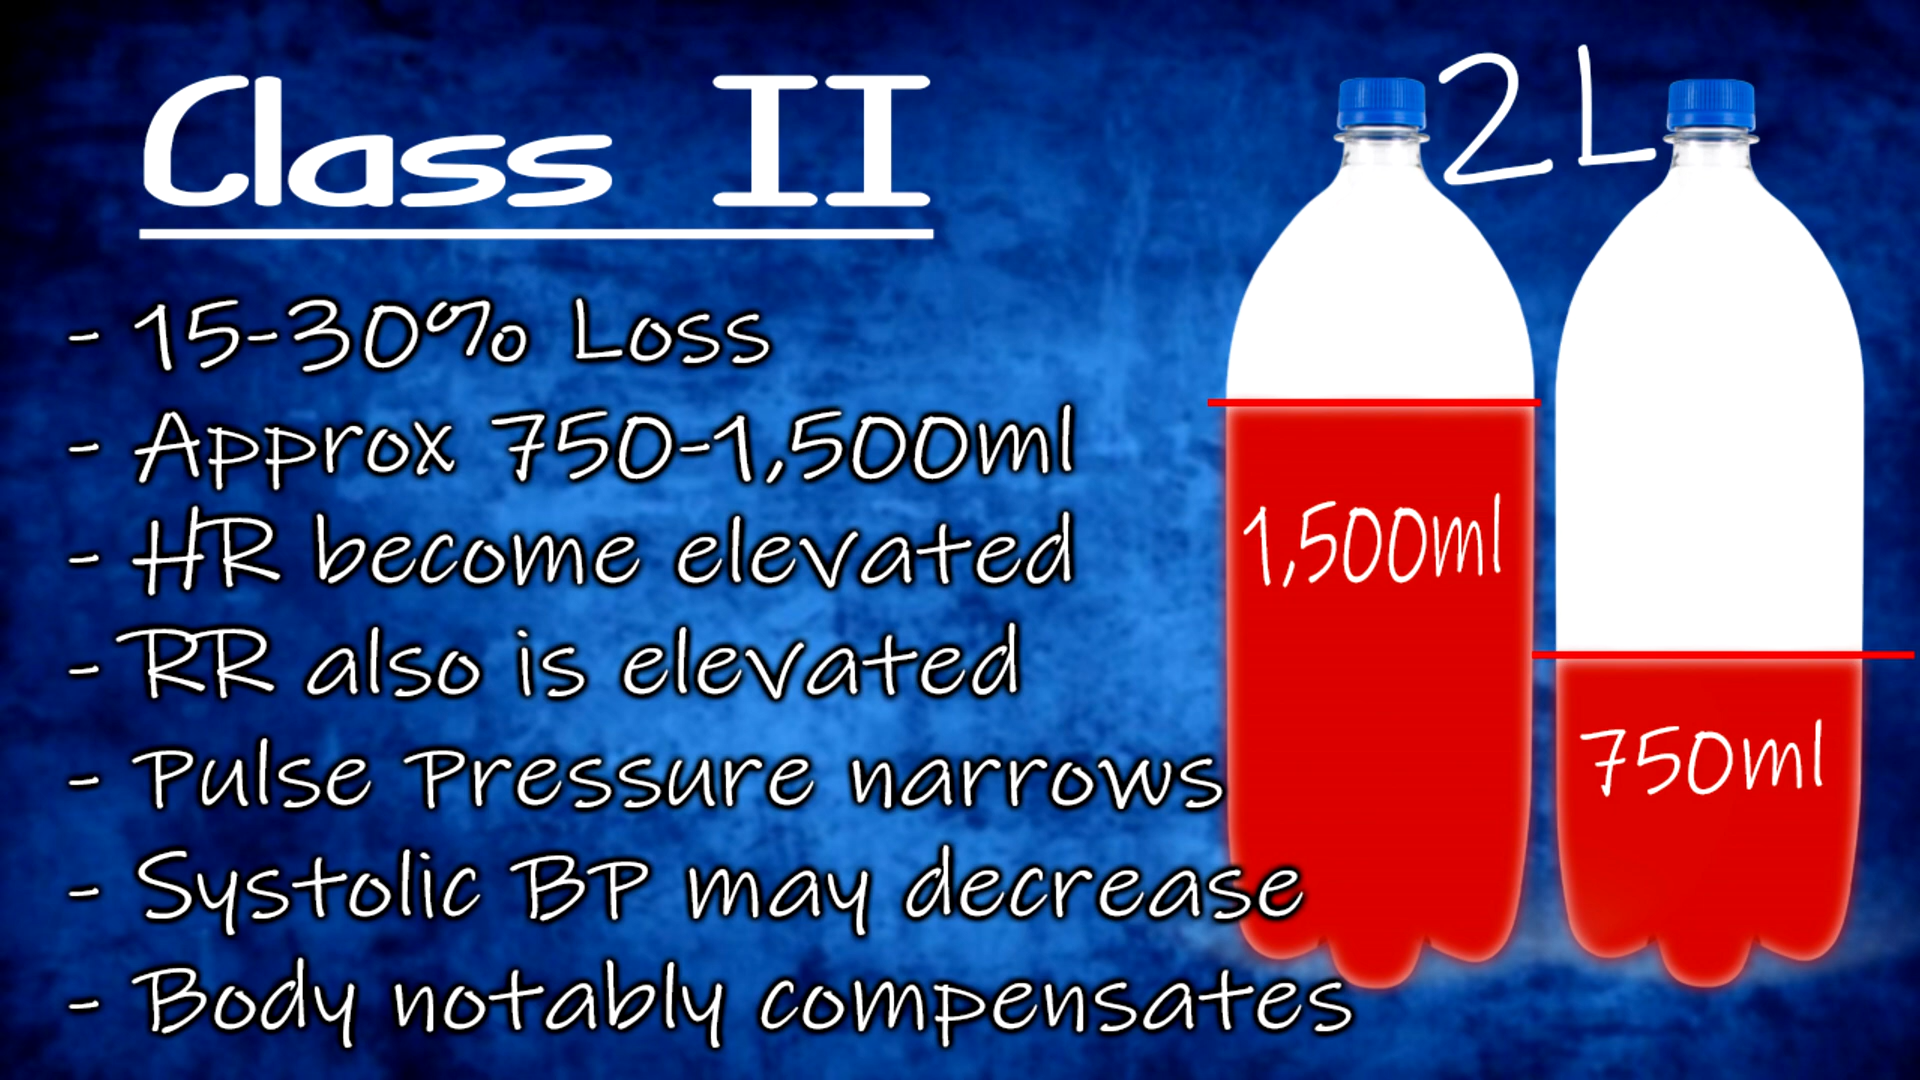 Class II
- 15-30% Loss
- Approx 750-1,500ml
- HR become elevated
- RR also is elevated
- Pulse Pressure narrows
- Systolic BP may decrease
- Body notably compensates
2L
1,500ml
750ml